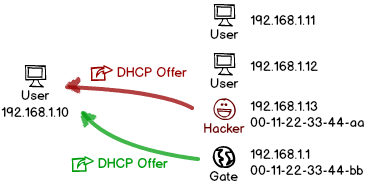 192.168.1.11
User
DHCP Offer
192.168.1.12
User
User
192.168.1.10
192.168.1.13
Hacker
00-11-22-33-44-aa
DHCP Offer
192.168.1.1
Gate
00-11-22-33-44-bb